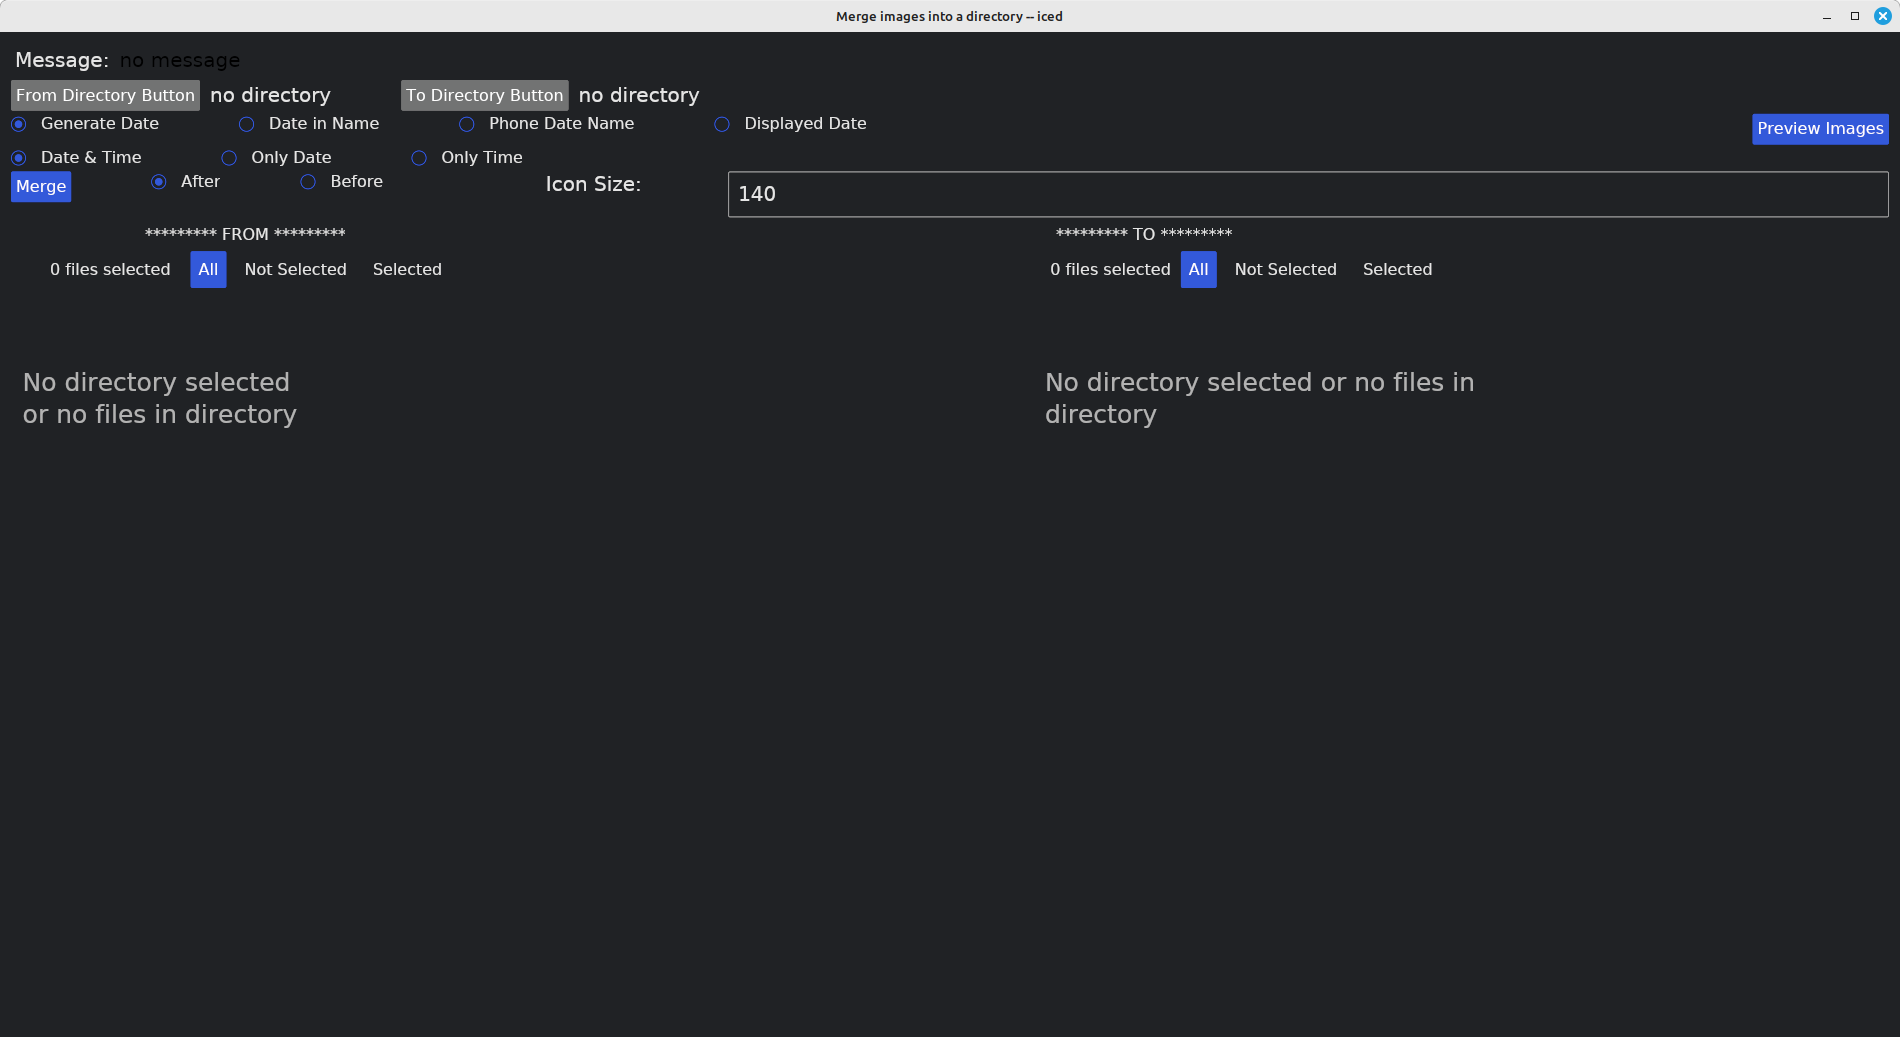 Merge images into a directory -- iced
Message: no message
From Directory Button no directory To Directory Button no directory
Generate Date Date in Name Phone Date Name Displayed Date Preview Images
Date & Time Only Date Only Time
Merge After Before Icon Size: 140
********* FROM ********* ********* TO *********
0 files selected All Not Selected Selected 0 files selected All Not Selected Selected
No directory selected
or no files in directory
No directory selected or no files in
directory